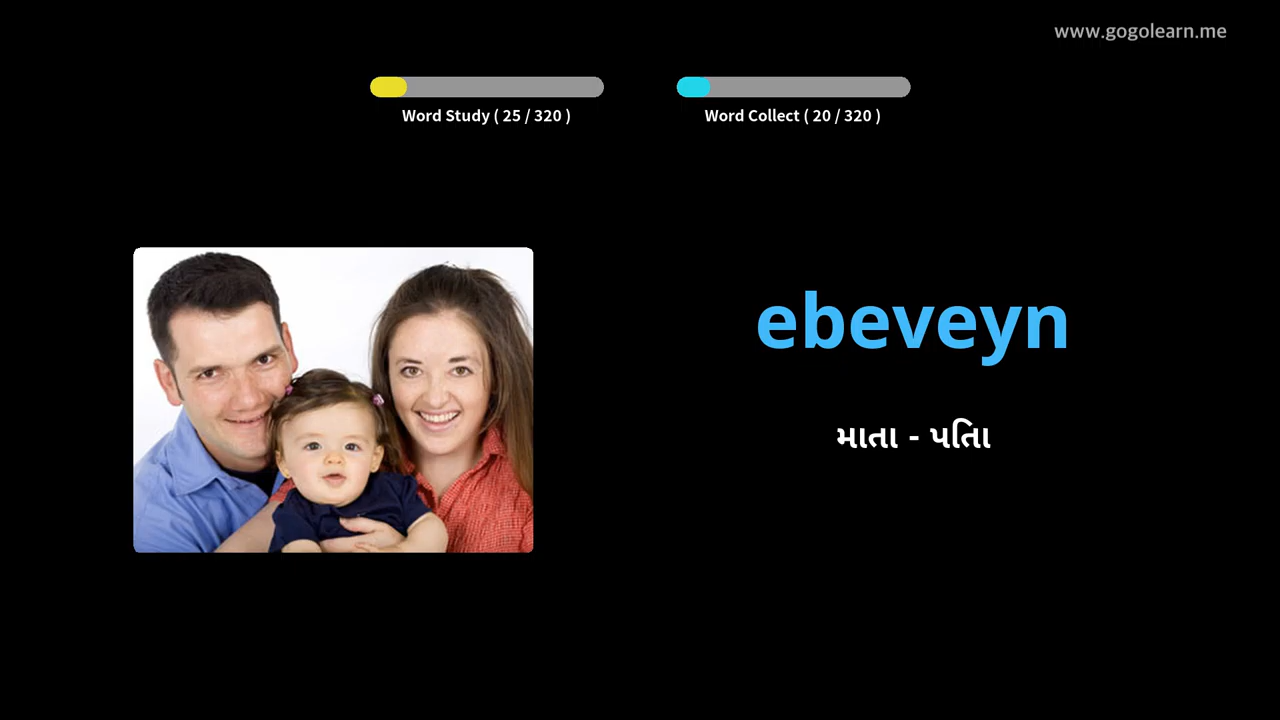 www.gogolearn.me
Word Study ( 25 / 320 )
Word Collect ( 20 / 320 )
ebeveyn
માતા - પિતા